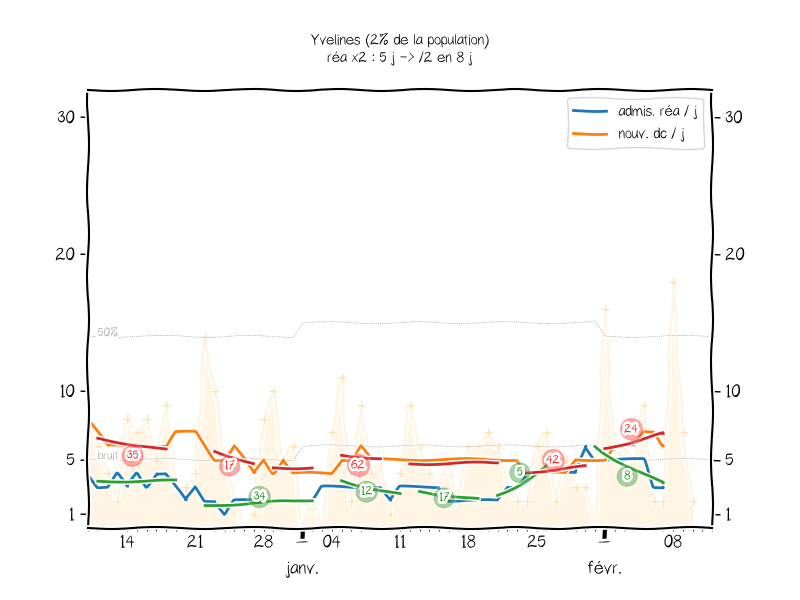 Yvelines (2% de la population)
réa x2 : 5 j -> /2 en 8 j
admis. réa / j
nouv. dc / j
30 30
20 20
50%
10 10
bruit
5 5
1 1
35 17 34 62 12 17 5 42 24 8
14 21 28 04 11 18 25 08
janv. févr.